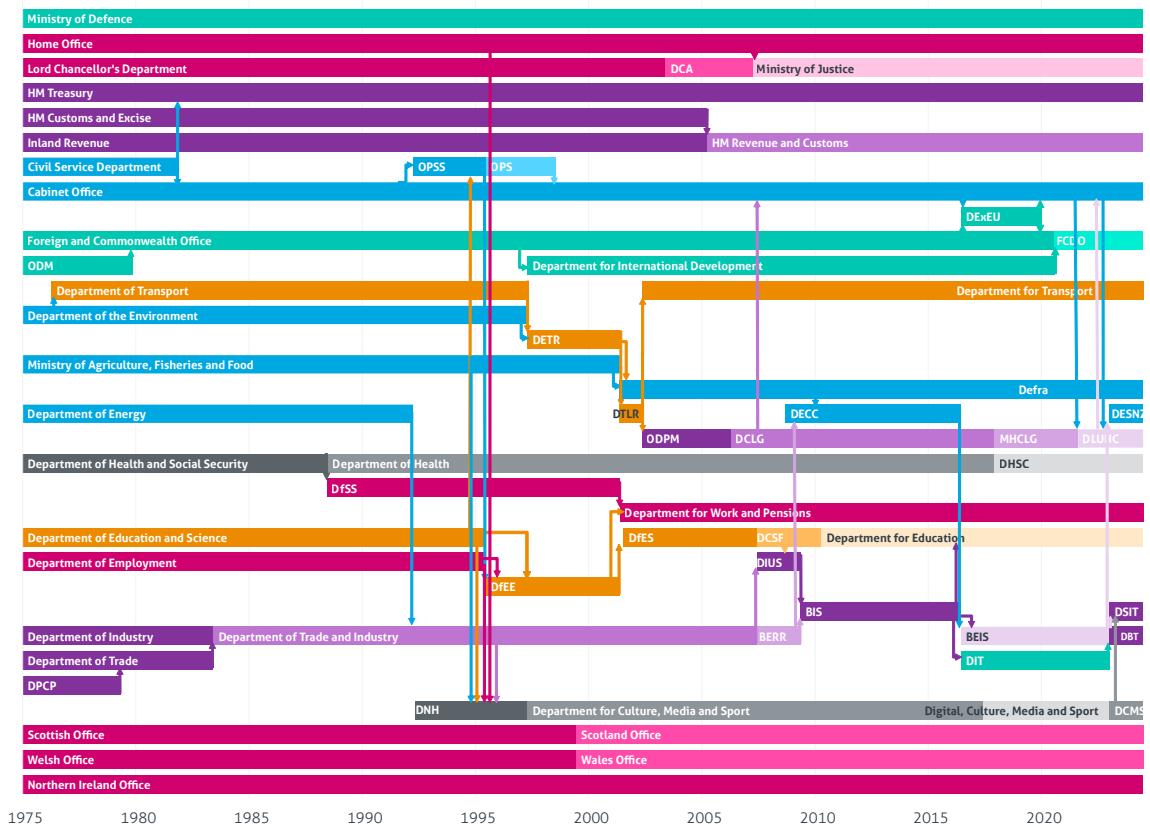 Ministry of Defence
Home Office
Lord Chancellor's Department DCA Ministry of Justice
HM Treasury
HM Customs and Excise
Inland Revenue HM Revenue and Customs
Civil Service Department OPSS OPS
Cabinet Office
DExEU
Foreign and Commonwealth Office FCDO
ODM Department for International Development
Department of Transport Department for Transport
Department of the Environment
DETR
Ministry of Agriculture, Fisheries and Food
Defra
Department of Energy DTLR DECC DESNZ
ODPM DCLG MHCLG DLUHC
Department of Health and Social Security Department of Health DHSC
DfSS
Department for Work and Pensions
Department of Education and Science DfES DCSF Department for Education
Department of Employment DIUS
DfEE
BIS DSIT
Department of Industry Department of Trade and Industry BERR BEIS DBT
Department of Trade DIT
DPCP
DNH Department for Culture, Media and Sport Digital, Culture, Media and Sport DCMS
Scottish Office Scotland Office
Welsh Office Wales Office
Northern Ireland Office
1975 1980 1985 1990 1995 2000 2005 2010 2015 2020